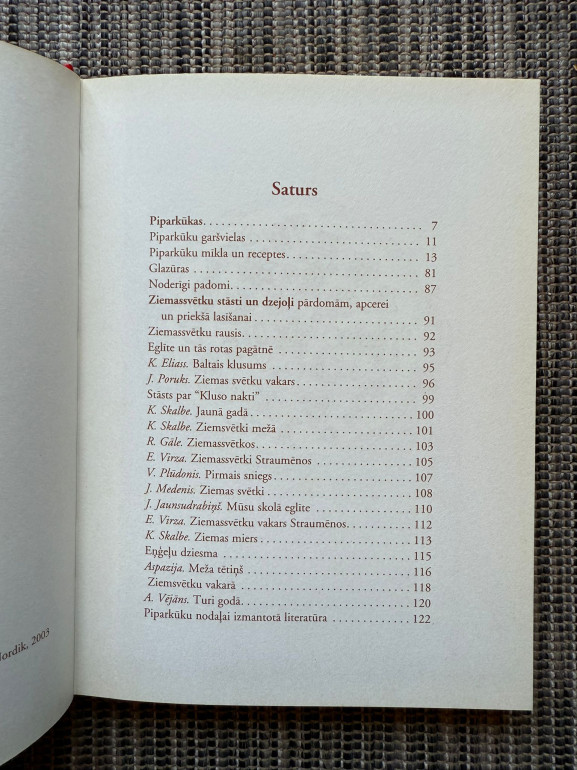 Saturs
Piparkūkas. . . . . . . . . . . . . . . . . . . . . . . . . . . . . . . . . . . . 7
Piparkūku garšvielas . . . . . . . . . . . . . . . . . . . . . . . . . . . . 11
Piparkūku mīkla un receptes. . . . . . . . . . . . . . . . . . . . . . 13
Glazūras . . . . . . . . . . . . . . . . . . . . . . . . . . . . . . . . . . . . . 81
Noderīgi padomi. . . . . . . . . . . . . . . . . . . . . . . . . . . . . . . 87
Ziemassvētku stāsti un dzejoļi pārdomām, apcerei
un priekšā lasīšanai . . . . . . . . . . . . . . . . . . . . . . . . . 91
Ziemassvētku rausis. . . . . . . . . . . . . . . . . . . . . . . . . . . . . 92
Eglīte un tās rotas pagātnē . . . . . . . . . . . . . . . . . . . . . . . . 93
K. Eliass. Baltais klusums . . . . . . . . . . . . . . . . . . . . . . . . . 95
J. Poruks. Ziemas svētku vakars . . . . . . . . . . . . . . . . . . . . 96
Stāsts par “Kluso nakti” . . . . . . . . . . . . . . . . . . . . . . . . . . 99
K. Skalbe. Jaunā gadā . . . . . . . . . . . . . . . . . . . . . . . . . . . 100
K. Skalbe. Ziemsvētki mežā . . . . . . . . . . . . . . . . . . . . . . 101
R. Gāle. Ziemassvētkos. . . . . . . . . . . . . . . . . . . . . . . . . . 103
E. Virza. Ziemassvētki Straumēnos . . . . . . . . . . . . . . . . 105
V. Plūdonis. Pirmais sniegs . . . . . . . . . . . . . . . . . . . . . . . 107
J. Medenis. Ziemas svētki . . . . . . . . . . . . . . . . . . . . . . . . 108
J. Jaunsudrabiņš. Mūsu skolā eglīte . . . . . . . . . . . . . . . . 110
E. Virza. Ziemassvētku vakars Straumēnos. . . . . . . . . . 112
K. Skalbe. Ziemas miers . . . . . . . . . . . . . . . . . . . . . . . . . 113
Eņģeļu dziesma . . . . . . . . . . . . . . . . . . . . . . . . . . . . . . . 115
Aspazija. Meža tētiņš . . . . . . . . . . . . . . . . . . . . . . . . . . . 116
Ziemsvētku vakarā . . . . . . . . . . . . . . . . . . . . . . . . . . . . 118
A. Vējāns. Turi godā. . . . . . . . . . . . . . . . . . . . . . . . . . . . 120
Piparkūku nodaļai izmantotā literatūra . . . . . . . . . . . . 122
2003